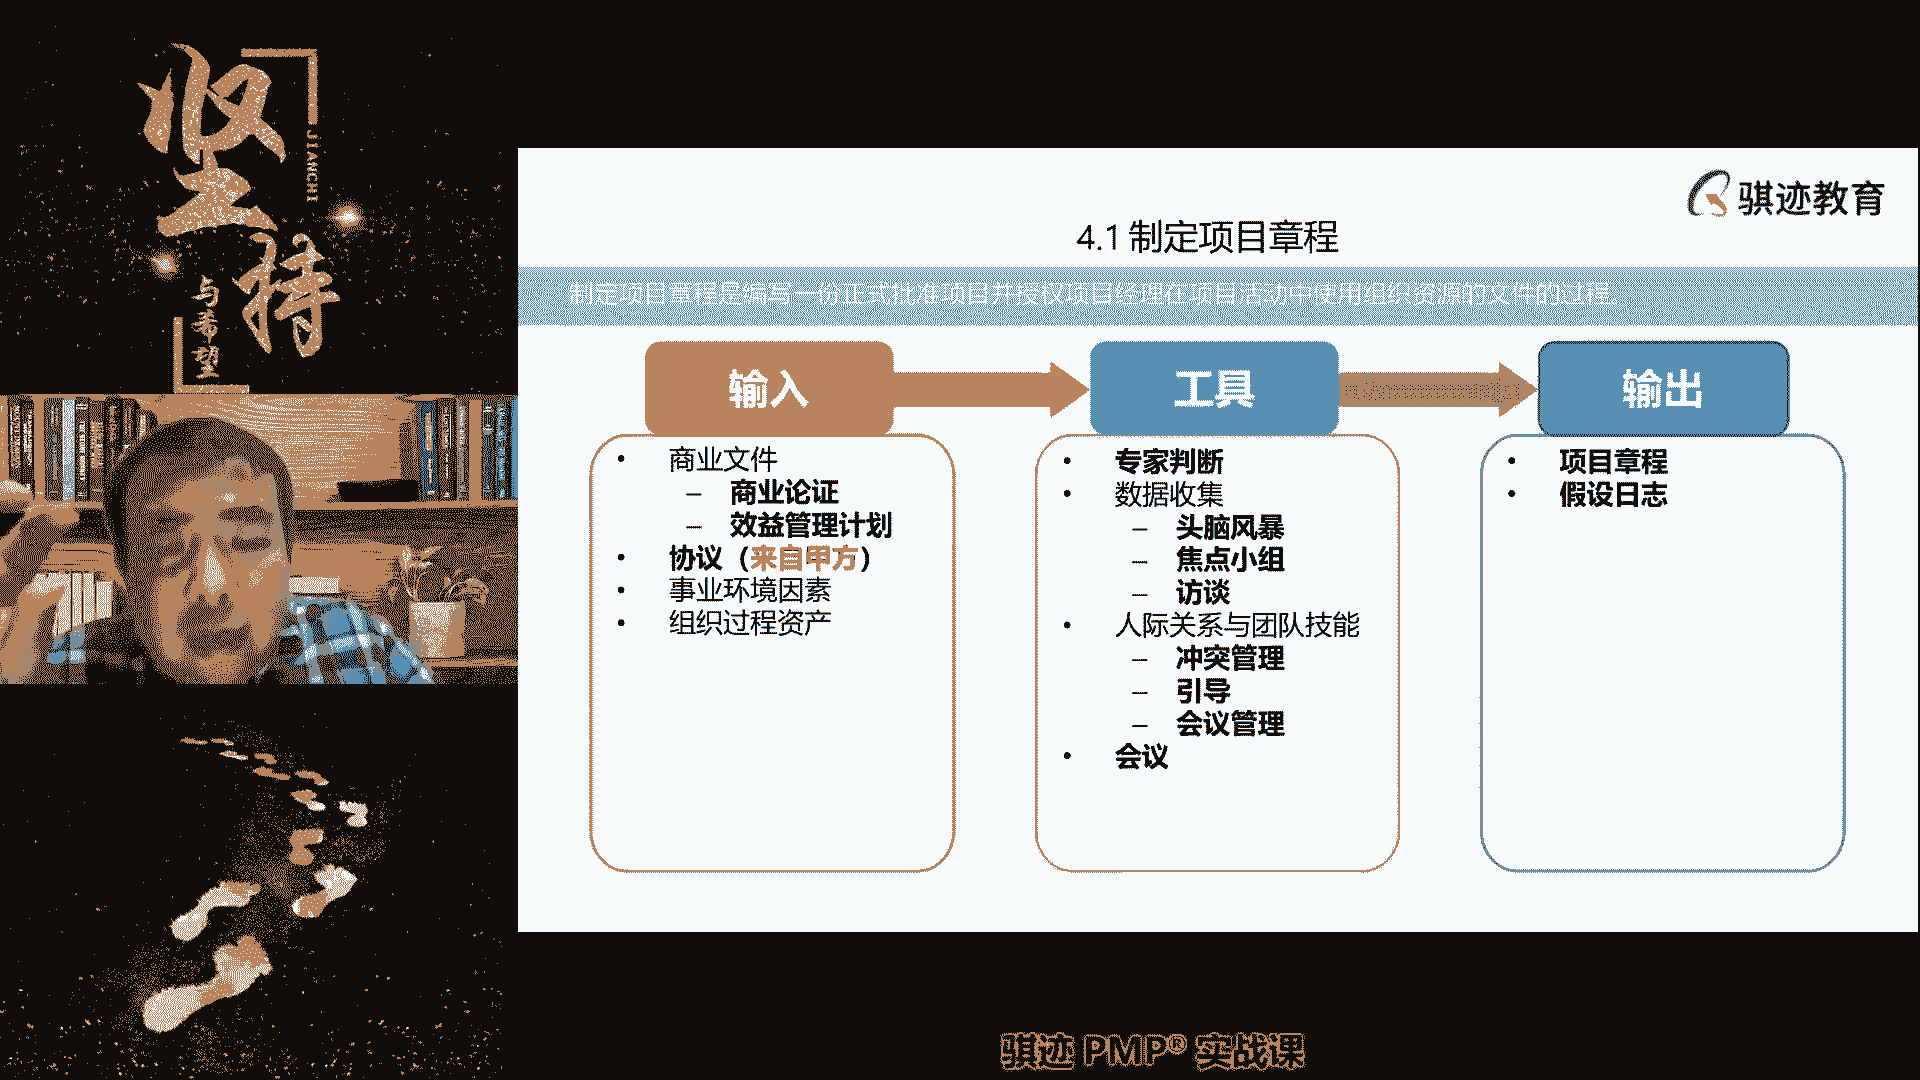 坚持
JIANCHI
与希望
骐迹教育
4.1 制定项目章程
制定项目章程是编写一份正式批准项目并授权项目经理在项目活动中使用组织资源的文件的过程。
输入
• 商业文件
– 商业论证
– 效益管理计划
• 协议（来自甲方）
• 事业环境因素
• 组织过程资产
工具
• 专家判断
• 数据收集
– 头脑风暴
– 焦点小组
– 访谈
• 人际关系与团队技能
– 冲突管理
– 引导
– 会议管理
• 会议
输出
• 项目章程
• 假设日志
骐迹 PMP® 实战课